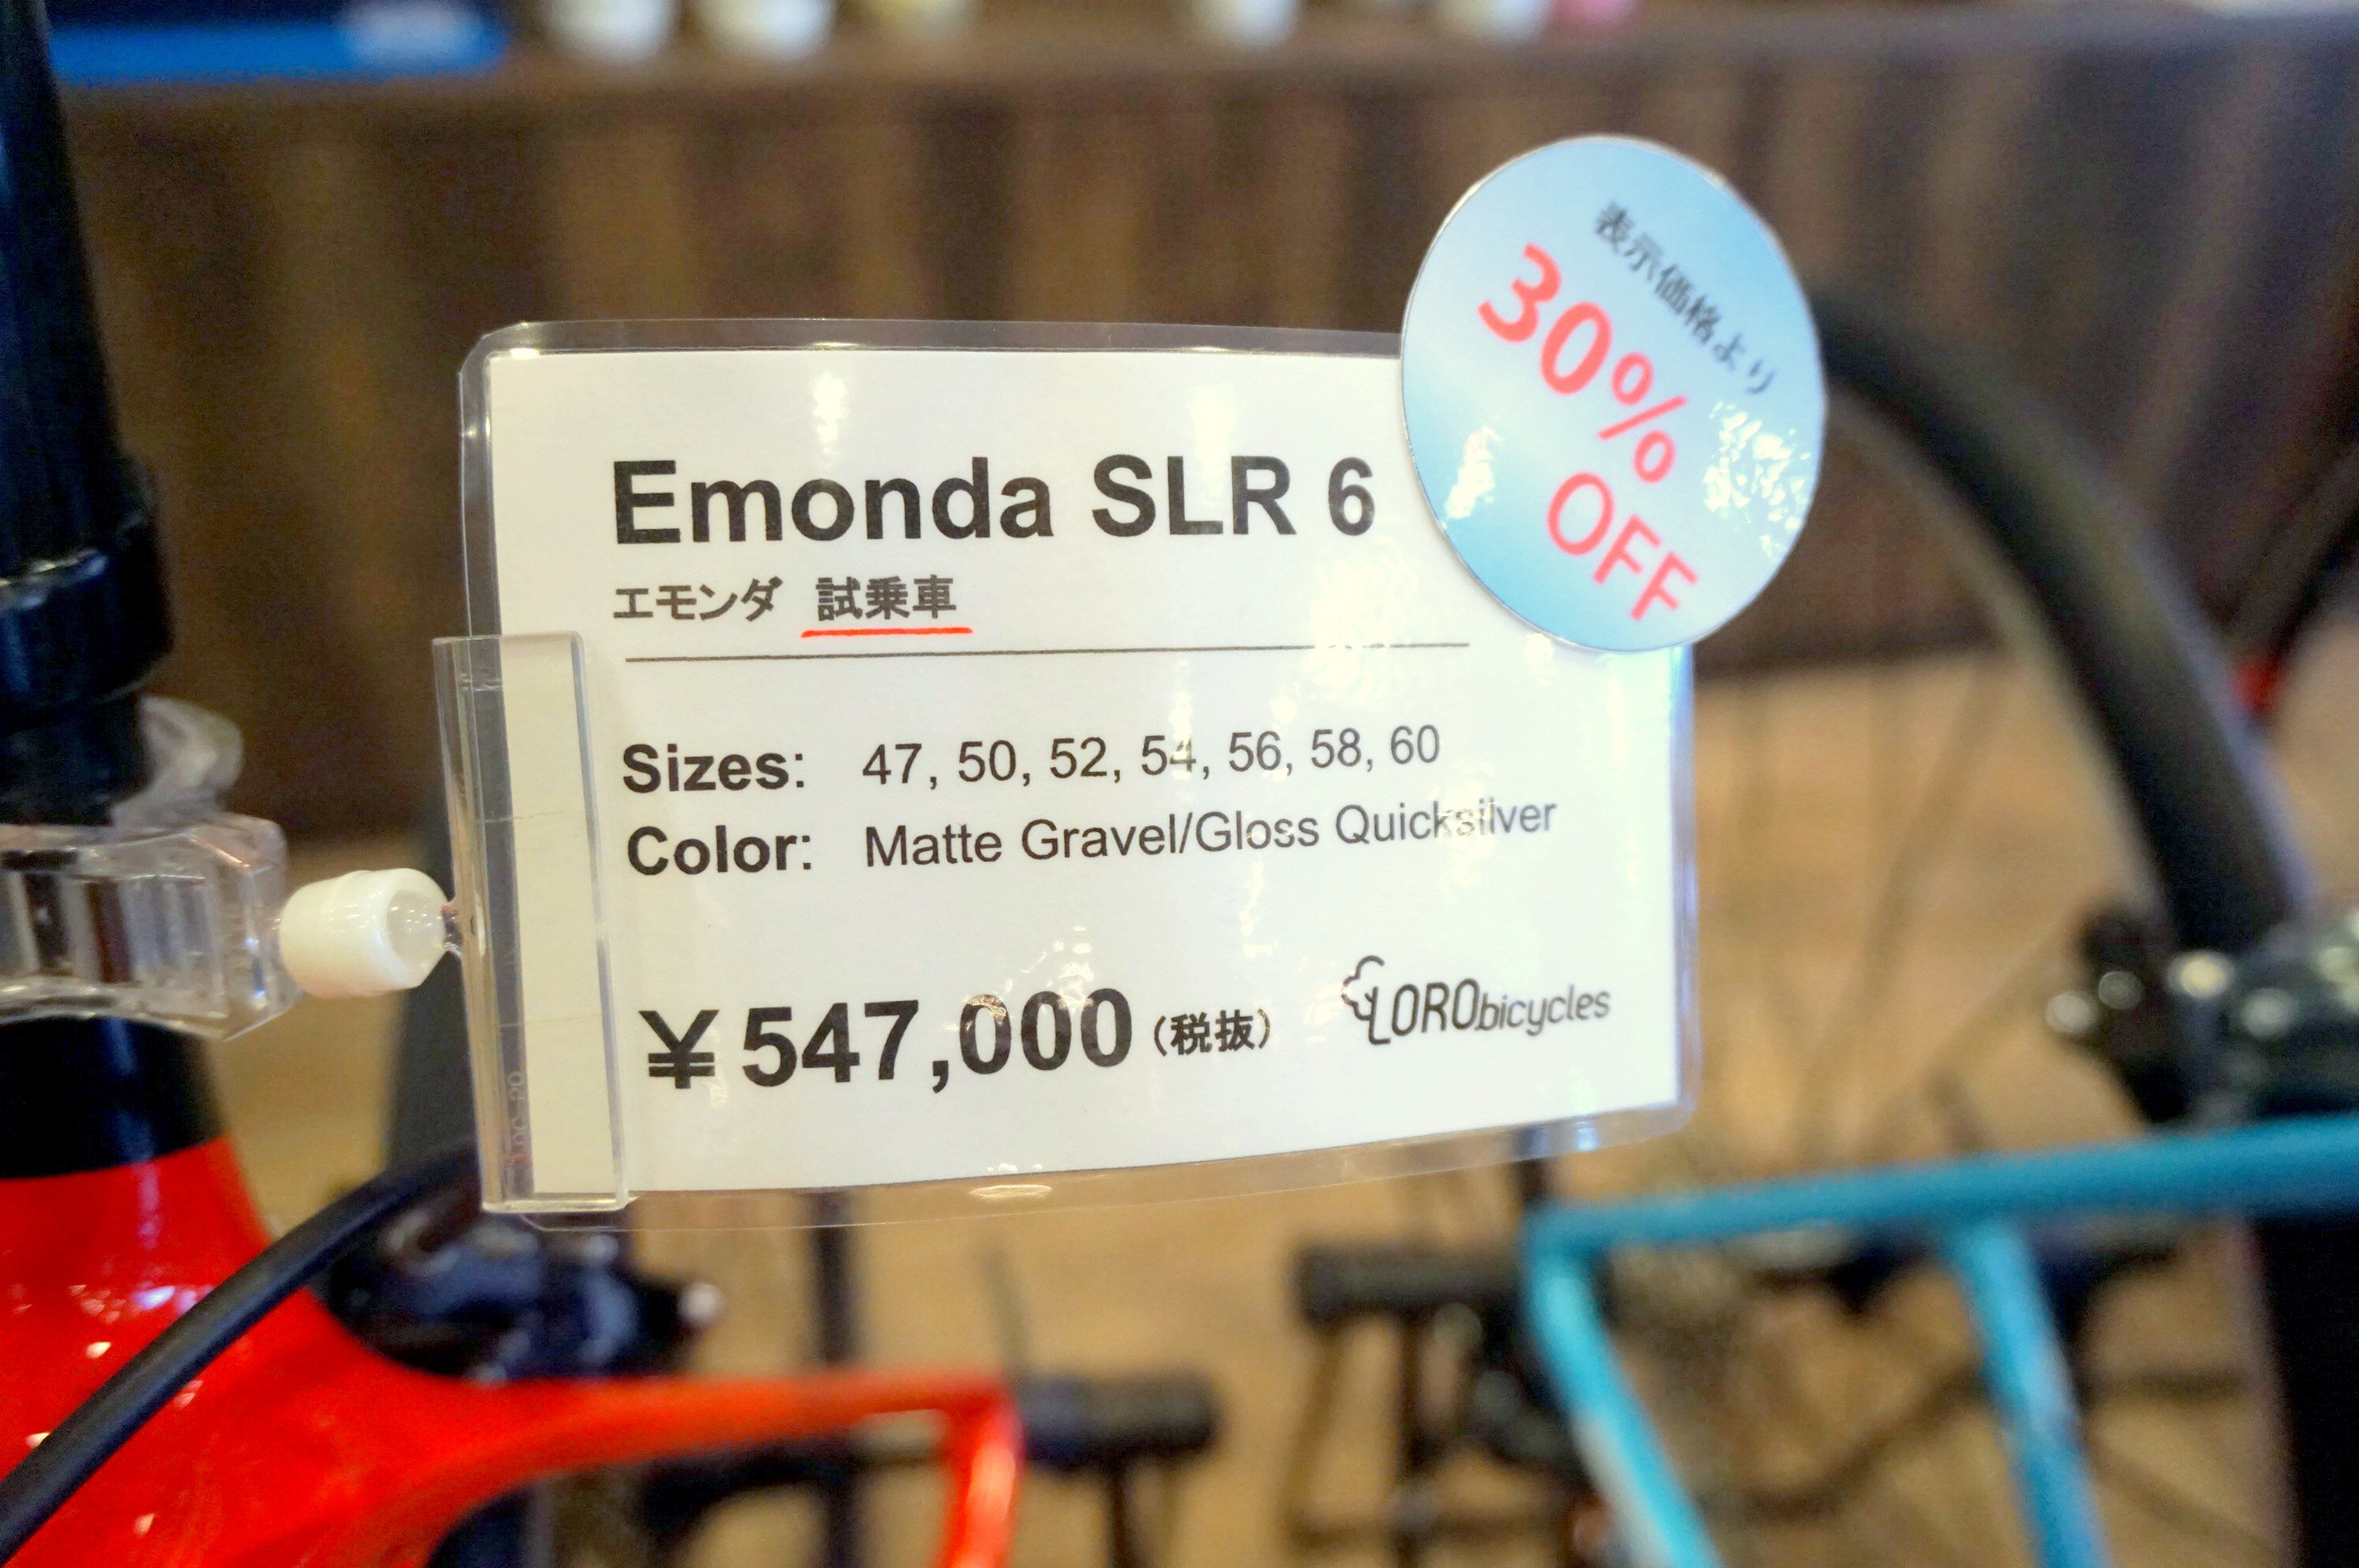 表示価格より
30%
OFF
Emonda SLR 6
エモンダ 試乗車
Sizes: 47, 50, 52, 54, 56, 58, 60
Color: Matte Gravel/Gloss Quicksilver
¥547,000(税抜)
LORObicycles